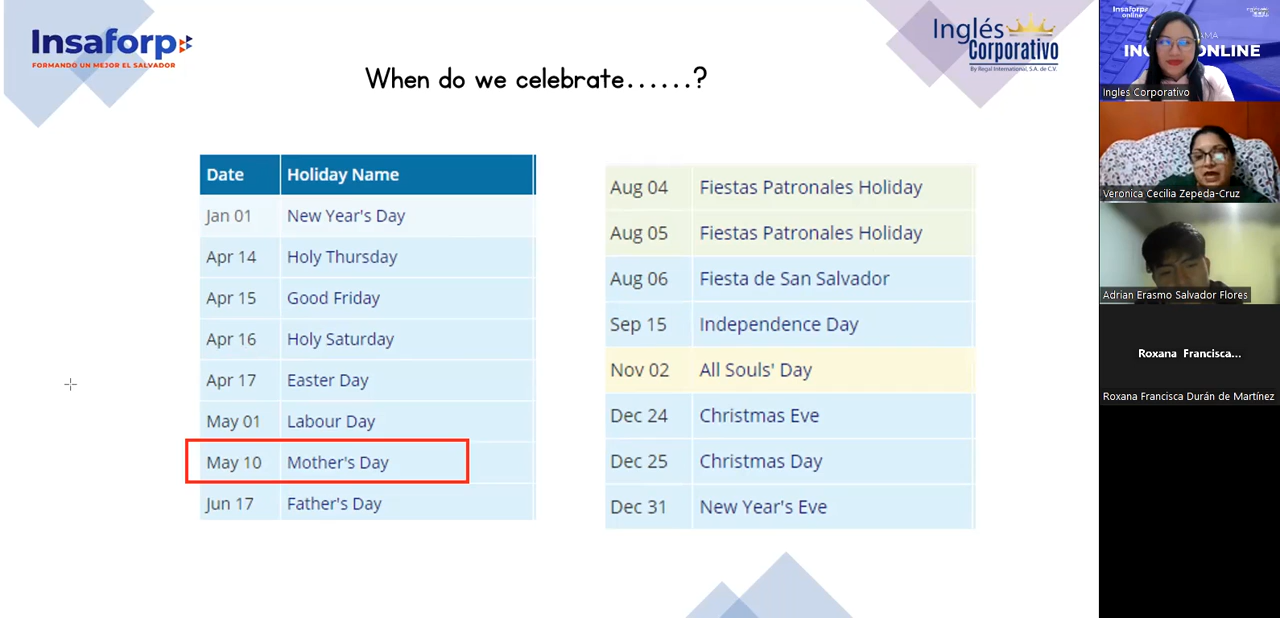 Insaforp
FORMANDO UN MEJOR EL SALVADOR
Inglés
Corporativo
By Regal International, S.A. de C.V.
When do we celebrate......?
Date Holiday Name
Jan 01 New Year's Day
Apr 14 Holy Thursday
Apr 15 Good Friday
Apr 16 Holy Saturday
Apr 17 Easter Day
May 01 Labour Day
May 10 Mother's Day
Jun 17 Father's Day
Aug 04 Fiestas Patronales Holiday
Aug 05 Fiestas Patronales Holiday
Aug 06 Fiesta de San Salvador
Sep 15 Independence Day
Nov 02 All Souls' Day
Dec 24 Christmas Eve
Dec 25 Christmas Day
Dec 31 New Year's Eve
Insaforp
online
ONLINE
Ingles Corporativo
Veronica Cecilia Zepeda-Cruz
Adrian Erasmo Salvador Flores
Roxana Francisca...
Roxana Francisca Durán de Martínez